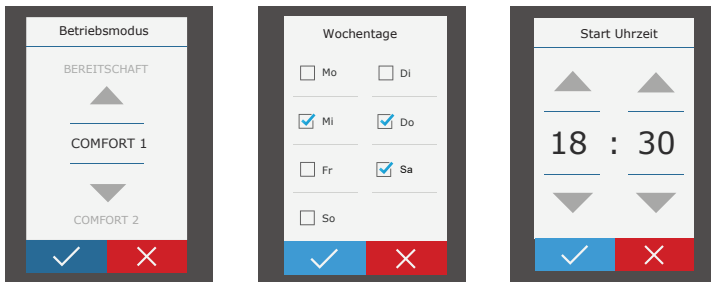 Betriebsmodus
BEREITSCHAFT
COMFORT 1
COMFORT 2
Wochentage
Mo Di
Mi Do
Fr Sa
So
Start Uhrzeit
18 : 30